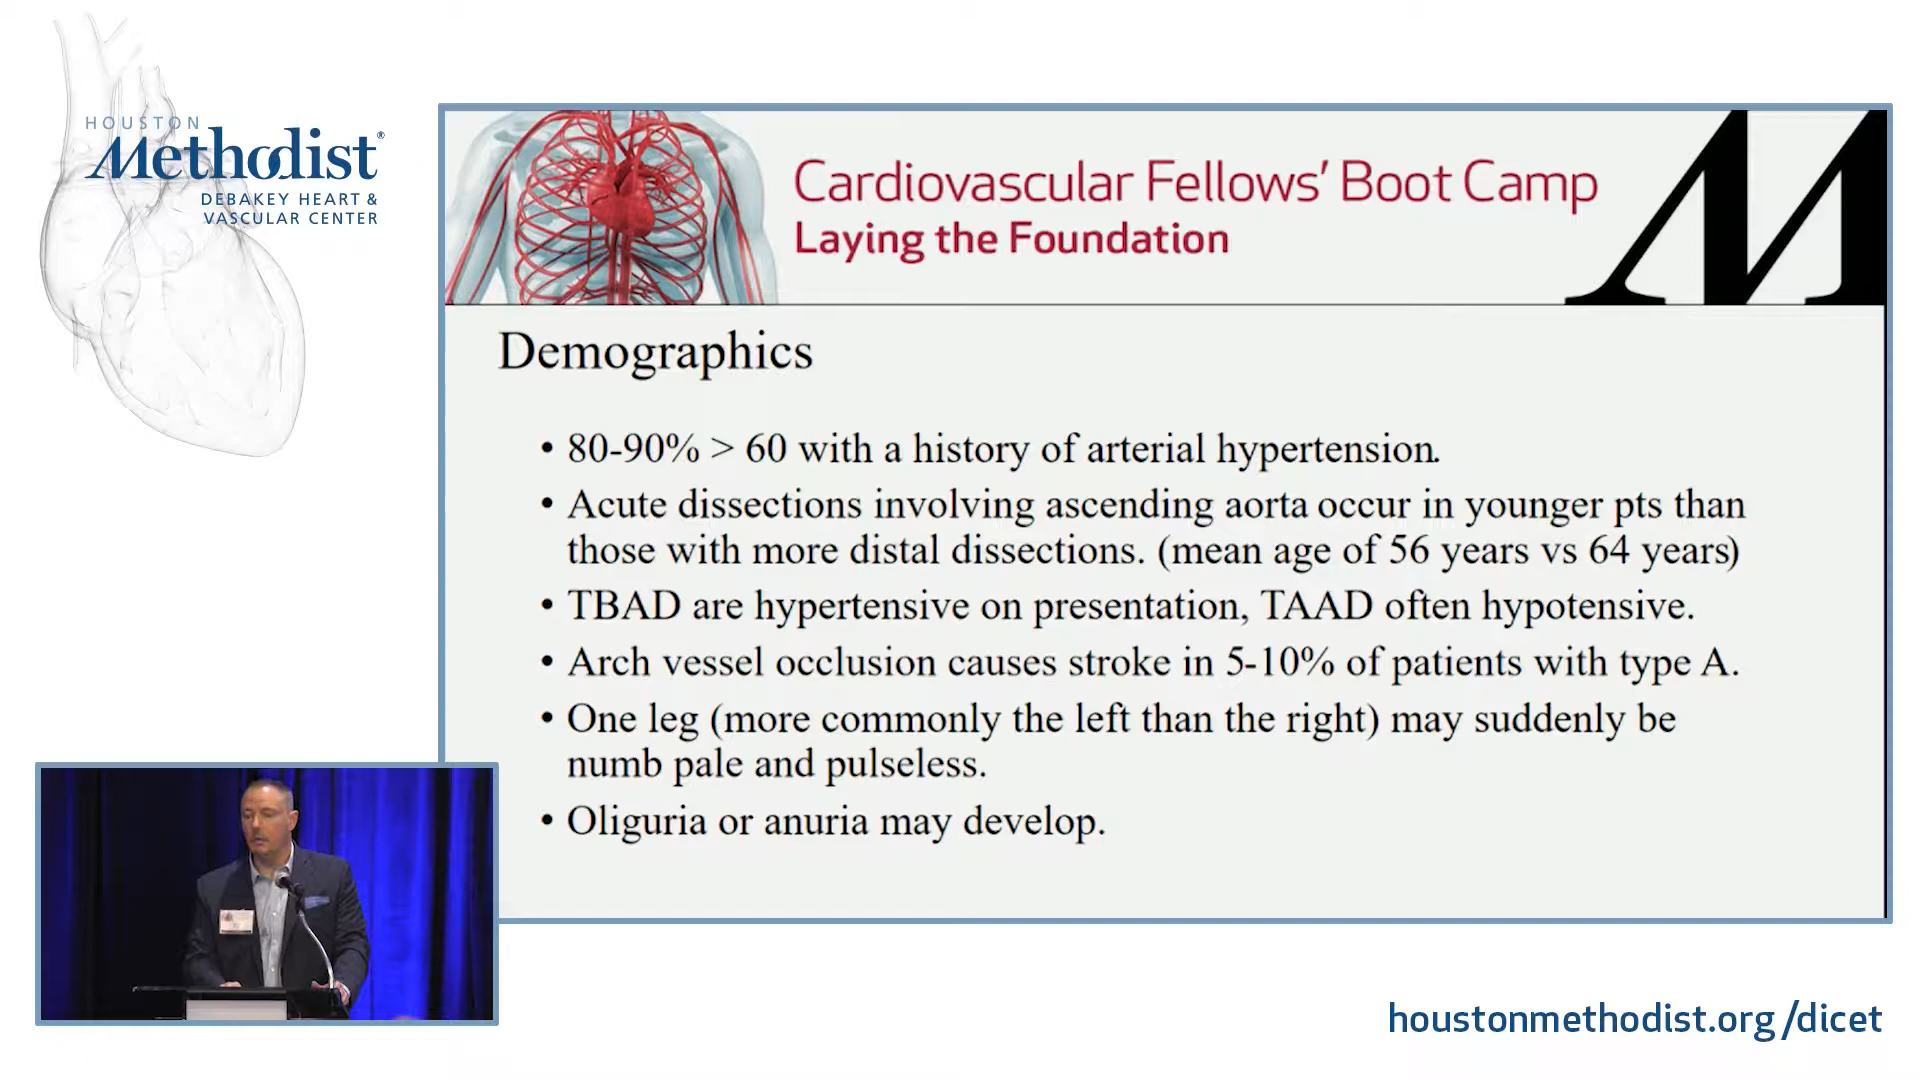 HOUSTON
Methodist®
DEBAKEY HEART &
VASCULAR CENTER
Cardiovascular Fellows' Boot Camp
Laying the Foundation
M
Demographics
• 80-90% > 60 with a history of arterial hypertension.
• Acute dissections involving ascending aorta occur in younger pts than
those with more distal dissections. (mean age of 56 years vs 64 years)
• TBAD are hypertensive on presentation, TAAD often hypotensive.
• Arch vessel occlusion causes stroke in 5-10% of patients with type A.
• One leg (more commonly the left than the right) may suddenly be
numb pale and pulseless.
• Oliguria or anuria may develop.
houstonmethodist.org/dicet